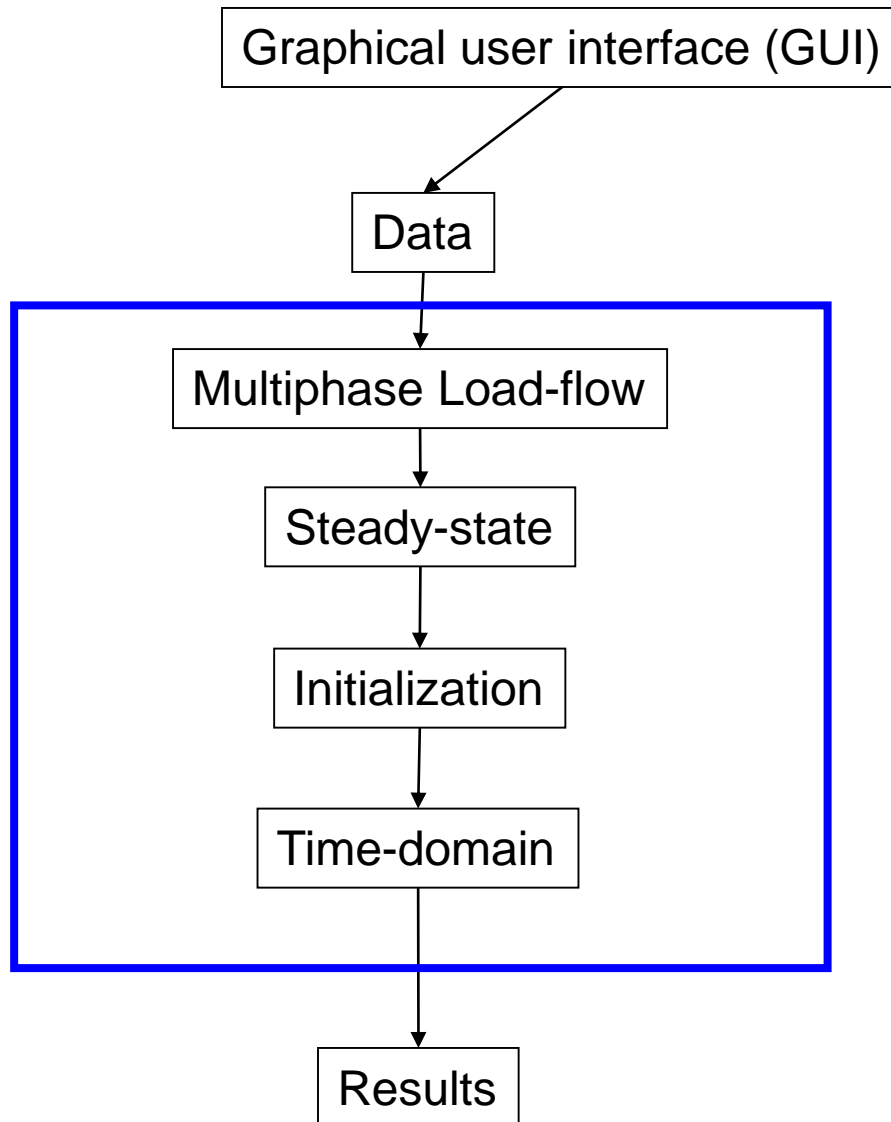 Graphical user interface (GUI)
Data
Multiphase Load-flow
Steady-state
Initialization
Time-domain
Results